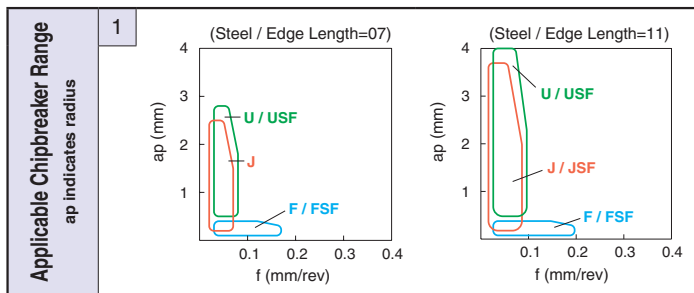 Applicable Chipbreaker Range
ap indicates radius
1
(Steel / Edge Length=07)
4
3
2
1
ap (mm)
U / USF
J
F / FSF
0.1 0.2 0.3 0.4
f (mm/rev)
(Steel / Edge Length=11)
4
3
2
1
ap (mm)
U / USF
J / JSF
F / FSF
0.1 0.2 0.3 0.4
f (mm/rev)